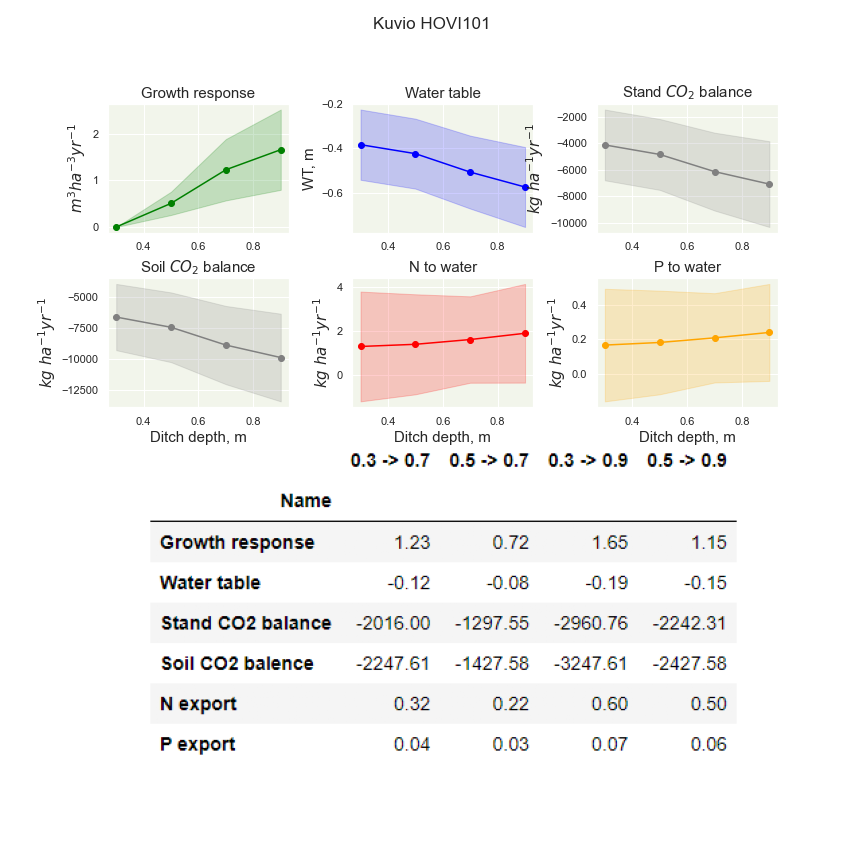 Kuvio HOVI101
Growth response
Water table
Stand CO₂ balance
m³ha⁻³yr⁻¹
2
1
0
0.4 0.6 0.8
WT, m
−0.2
−0.4
−0.6
0.4 0.6 0.8
kg ha⁻¹yr⁻¹
−2000
−4000
−6000
−8000
−10000
0.4 0.6 0.8
Soil CO₂ balance
N to water
P to water
kg ha⁻¹yr⁻¹
−5000
−7500
−10000
−12500
0.4 0.6 0.8
Ditch depth, m
kg ha⁻¹yr⁻¹
4
2
0
0.4 0.6 0.8
Ditch depth, m
kg ha⁻¹yr⁻¹
0.4
0.2
0.0
0.4 0.6 0.8
Ditch depth, m
0.3 -> 0.7 0.5 -> 0.7 0.3 -> 0.9 0.5 -> 0.9
Name
Growth response 1.23 0.72 1.65 1.15
Water table -0.12 -0.08 -0.19 -0.15
Stand CO2 balance -2016.00 -1297.55 -2960.76 -2242.31
Soil CO2 balence -2247.61 -1427.58 -3247.61 -2427.58
N export 0.32 0.22 0.60 0.50
P export 0.04 0.03 0.07 0.06